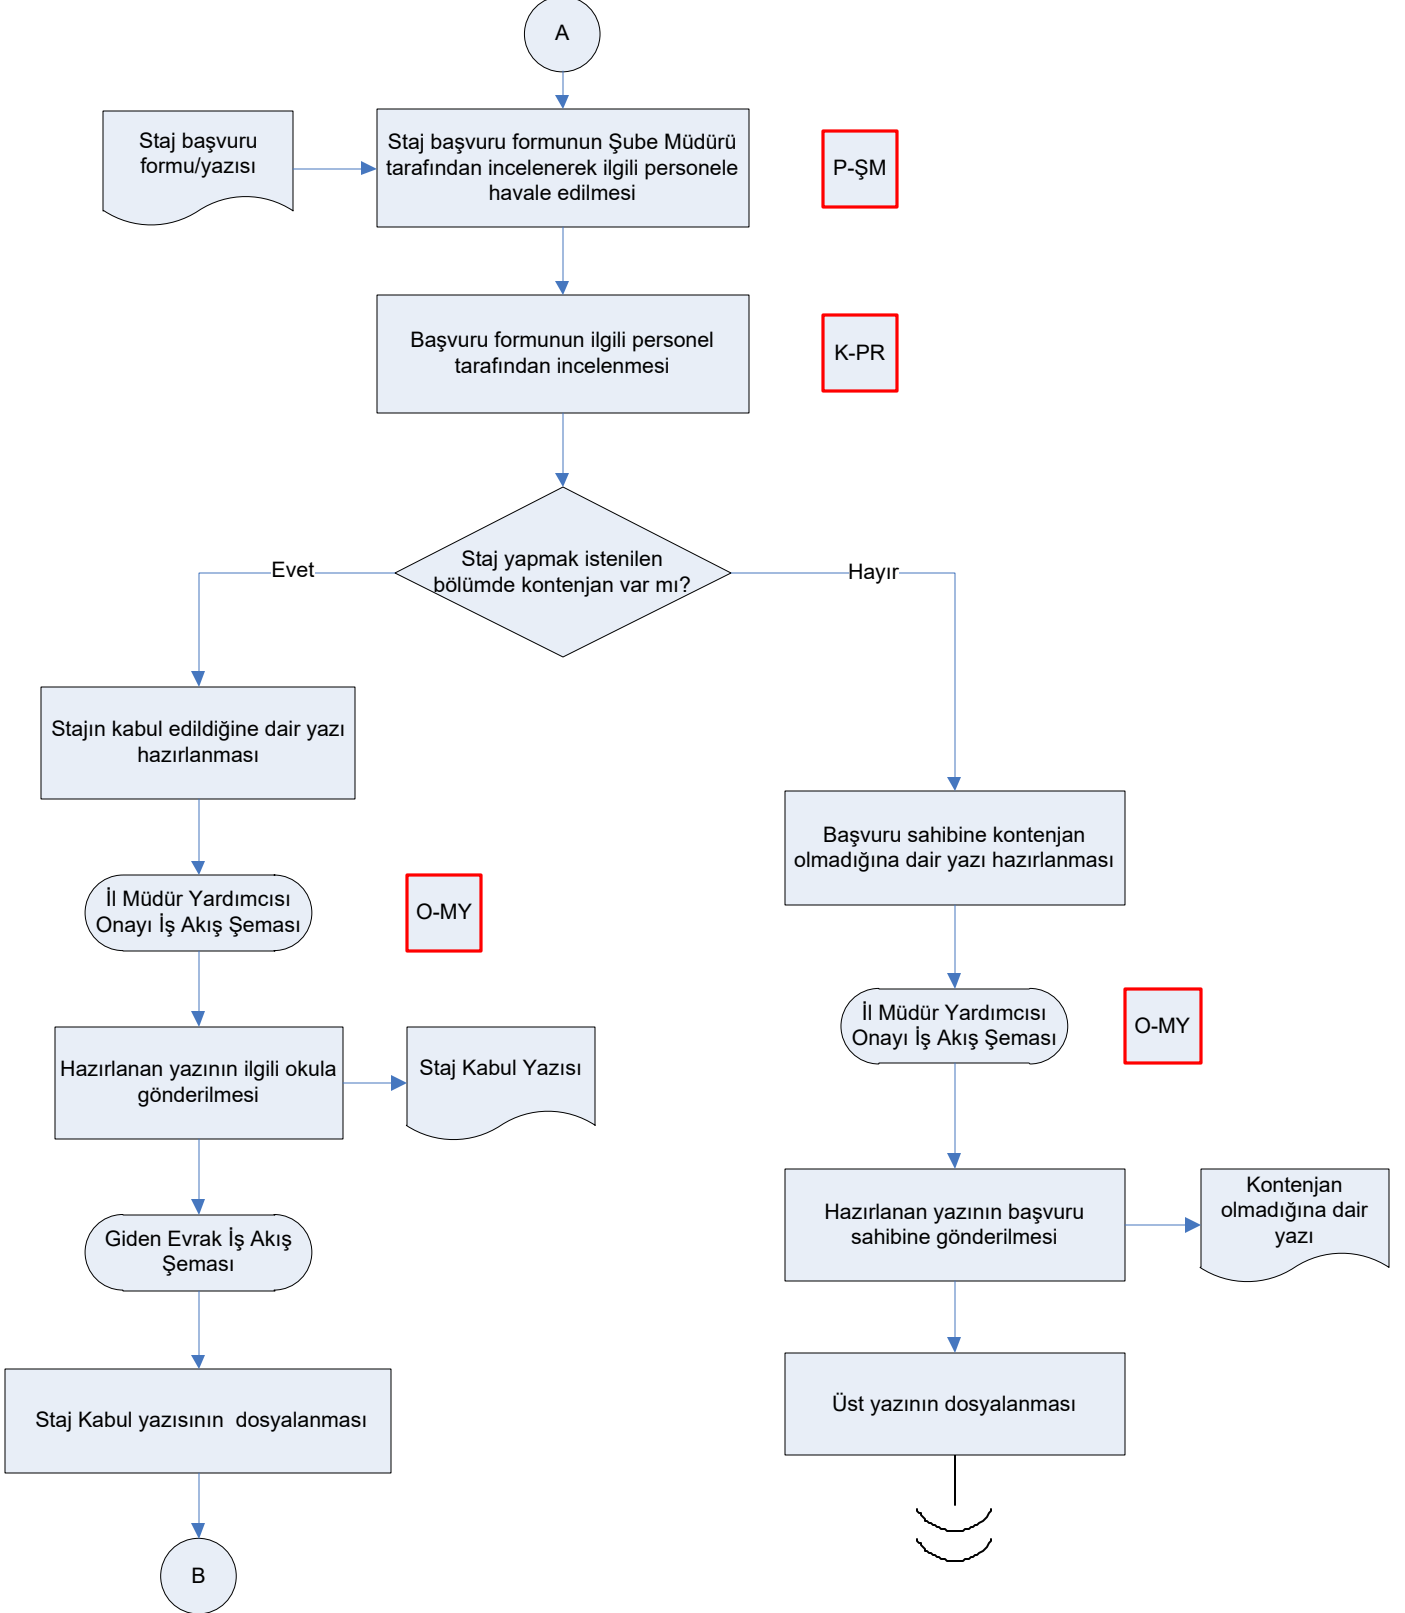 A
Staj başvuru
formu/yazısı
Staj başvuru formunun Şube Müdürü
tarafından incelenerek ilgili personele
havale edilmesi
P-ŞM
Başvuru formunun ilgili personel
tarafından incelenmesi
K-PR
Staj yapmak istenilen
bölümde kontenjan var mı?
Evet
Hayır
Stajın kabul edildiğine dair yazı
hazırlanması
İl Müdür Yardımcısı
Onayı İş Akış Şeması
O-MY
Hazırlanan yazının ilgili okula
gönderilmesi
Staj Kabul Yazısı
Giden Evrak İş Akış
Şeması
Staj Kabul yazısının  dosyalanması
B
Başvuru sahibine kontenjan
olmadığına dair yazı hazırlanması
İl Müdür Yardımcısı
Onayı İş Akış Şeması
O-MY
Hazırlanan yazının başvuru
sahibine gönderilmesi
Kontenjan
olmadığına dair
yazı
Üst yazının dosyalanması